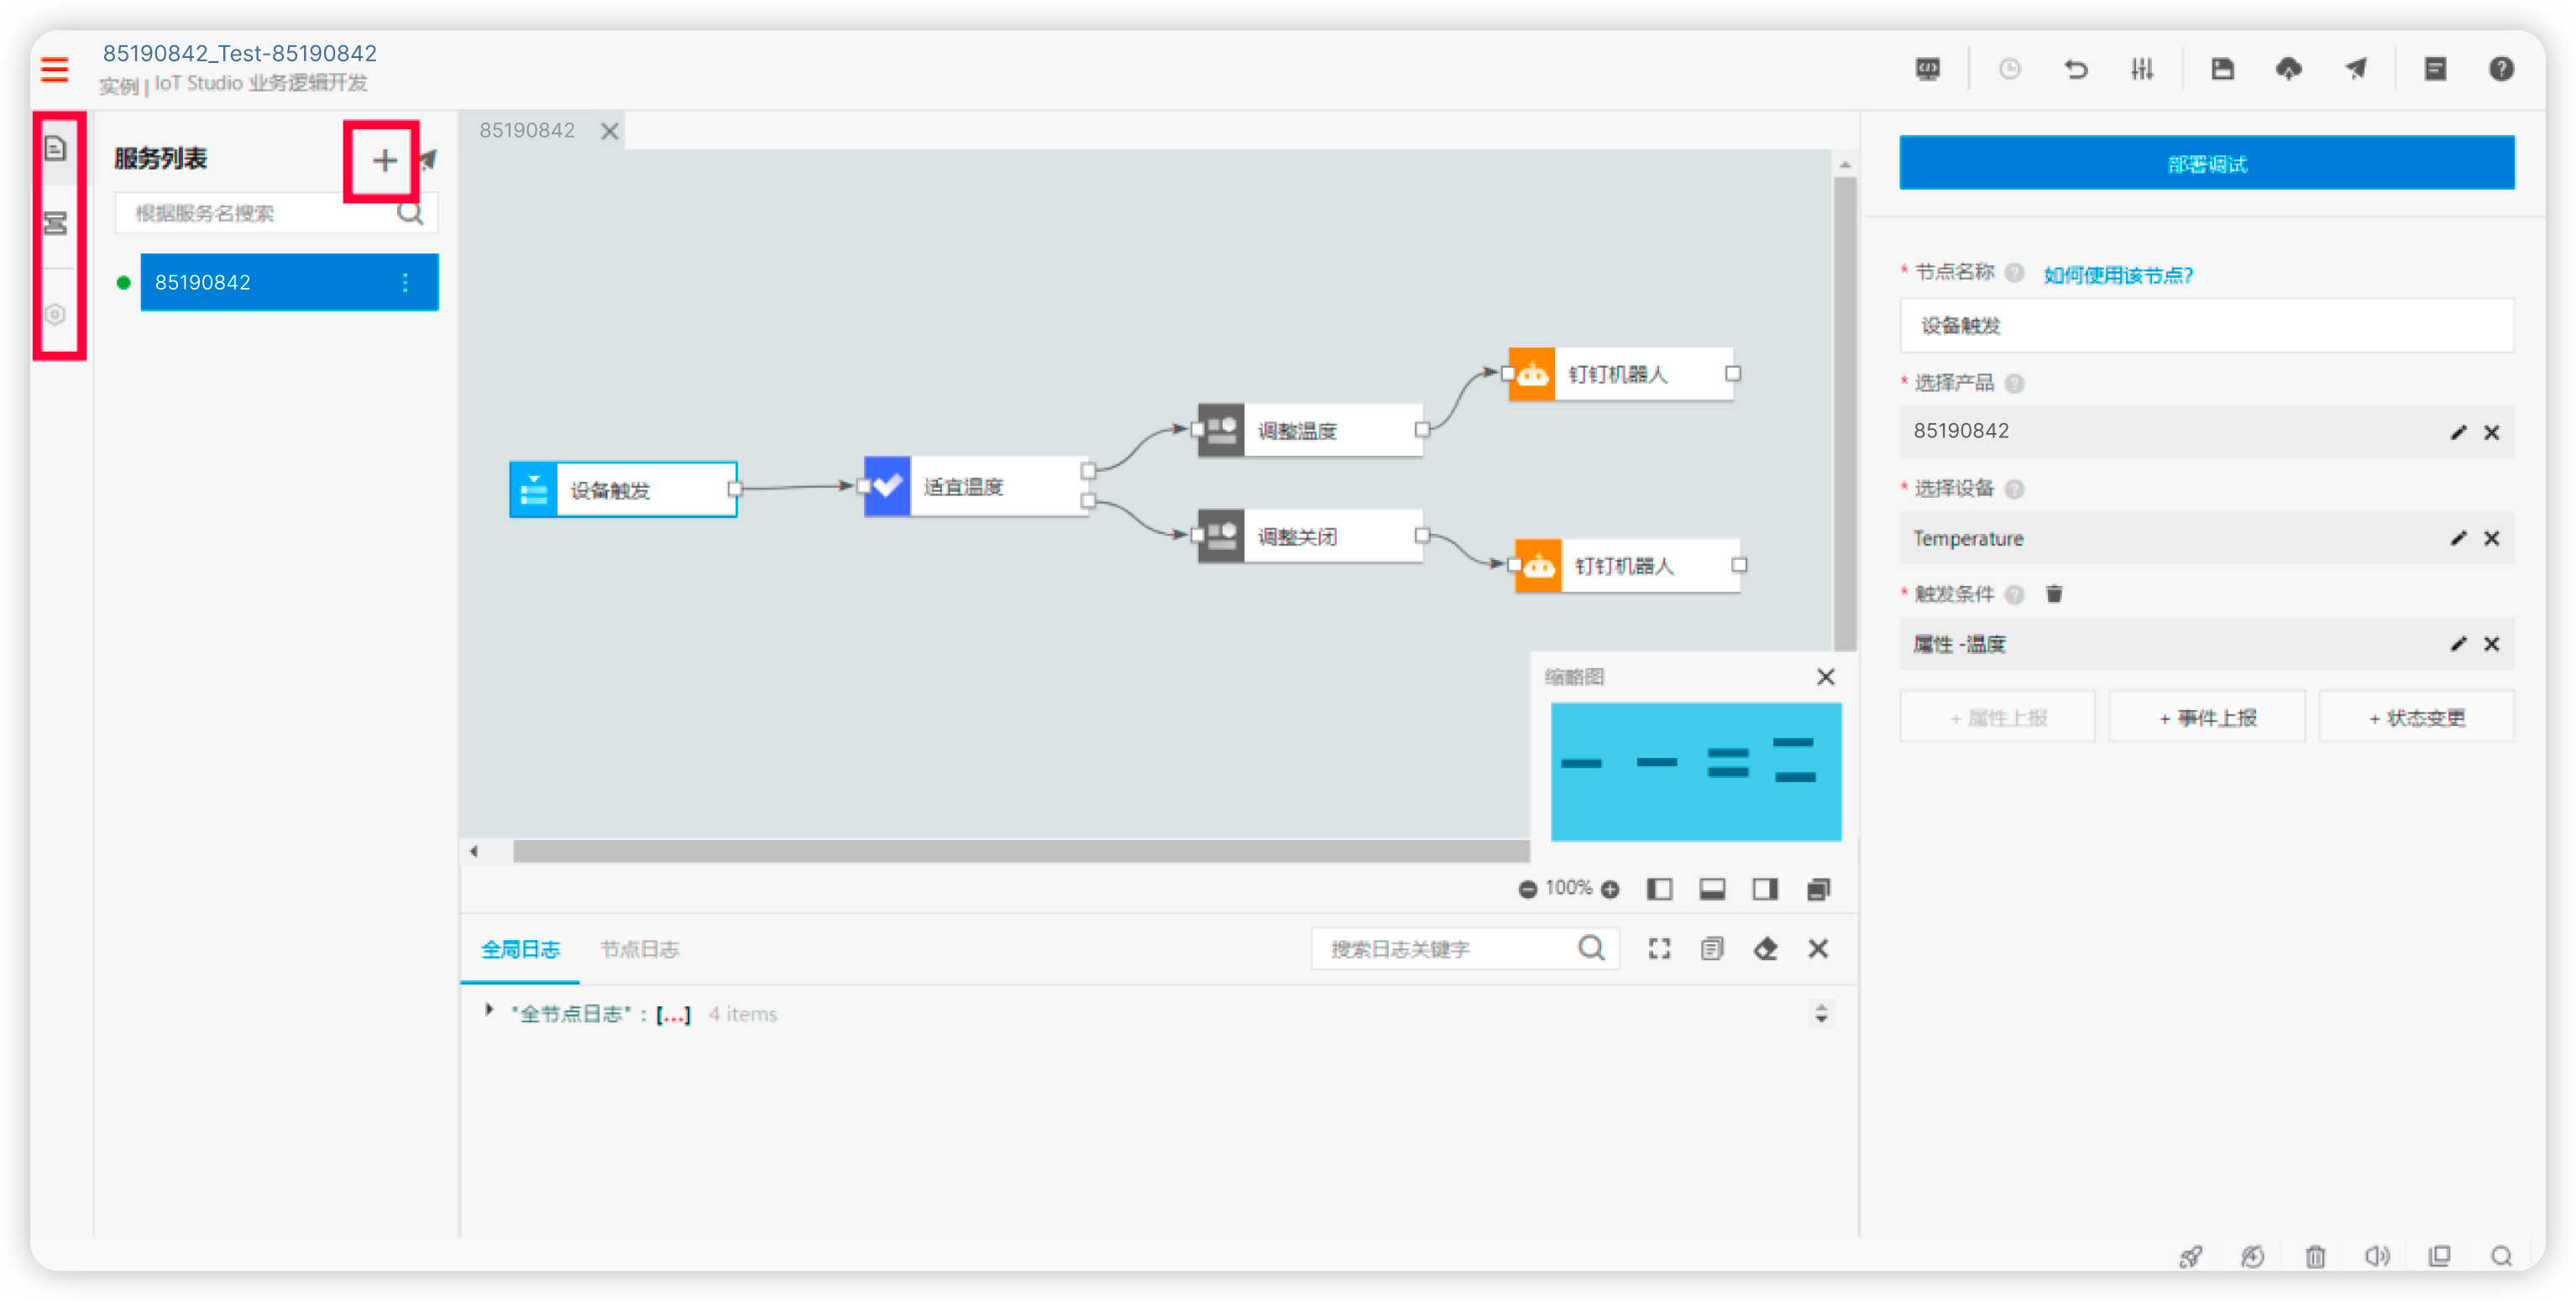 85190842_Test-85190842
实例 | IoT Studio 业务逻辑开发
服务列表
根据服务名搜索
85190842
85190842
设备触发
适宜温度
调整温度
调整关闭
钉钉机器人
钉钉机器人
缩略图
100%
全局日志
节点日志
搜索日志关键字
"全节点日志" : [...] 4 items
部署调试
* 节点名称 ? 如何使用该节点?
设备触发
* 选择产品 ?
85190842
* 选择设备 ?
Temperature
* 触发条件 ?
属性 -温度
+ 属性上报
+ 事件上报
+ 状态变更